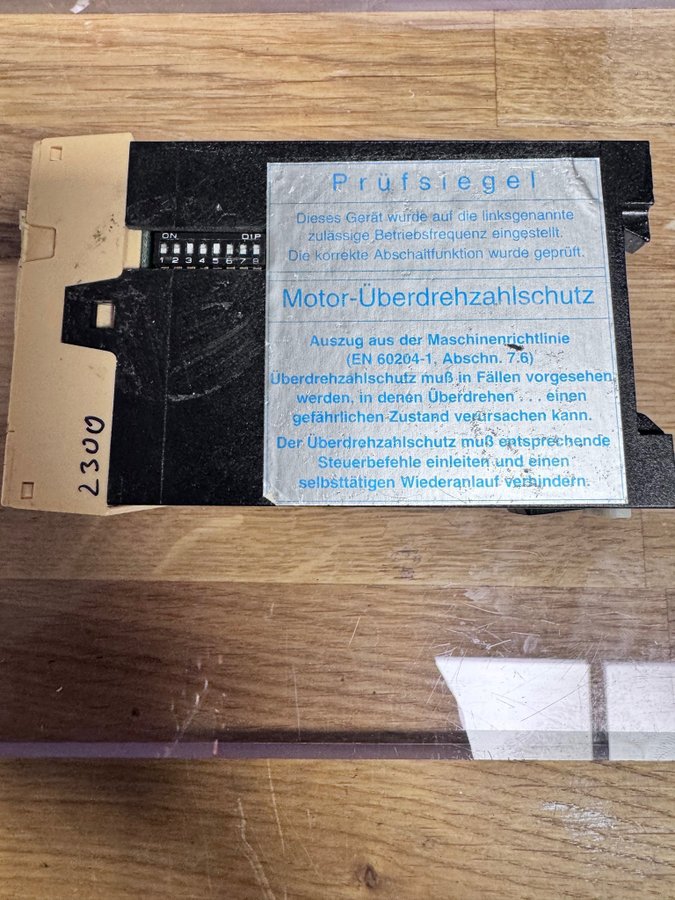 Prüfsiegel
Dieses Gerät wurde auf die linksgenannte
zulässige Betriebsfrequenz eingestellt.
Die korrekte Abschaltfunktion wurde geprüft.
ON DIP
1 2 3 4 5 6 7 8
Motor-Überdrehzahlschutz
Auszug aus der Maschinenrichtlinie
(EN 60204-1, Abschn. 7.6)
Überdrehzahlschutz muß in Fällen vorgesehen
werden, in denen Überdrehen . . . einen
gefährlichen Zustand verursachen kann.
Der Überdrehzahlschutz muß entsprechende
Steuerbefehle einleiten und einen
selbsttätigen Wiederanlauf verhindern.
2300